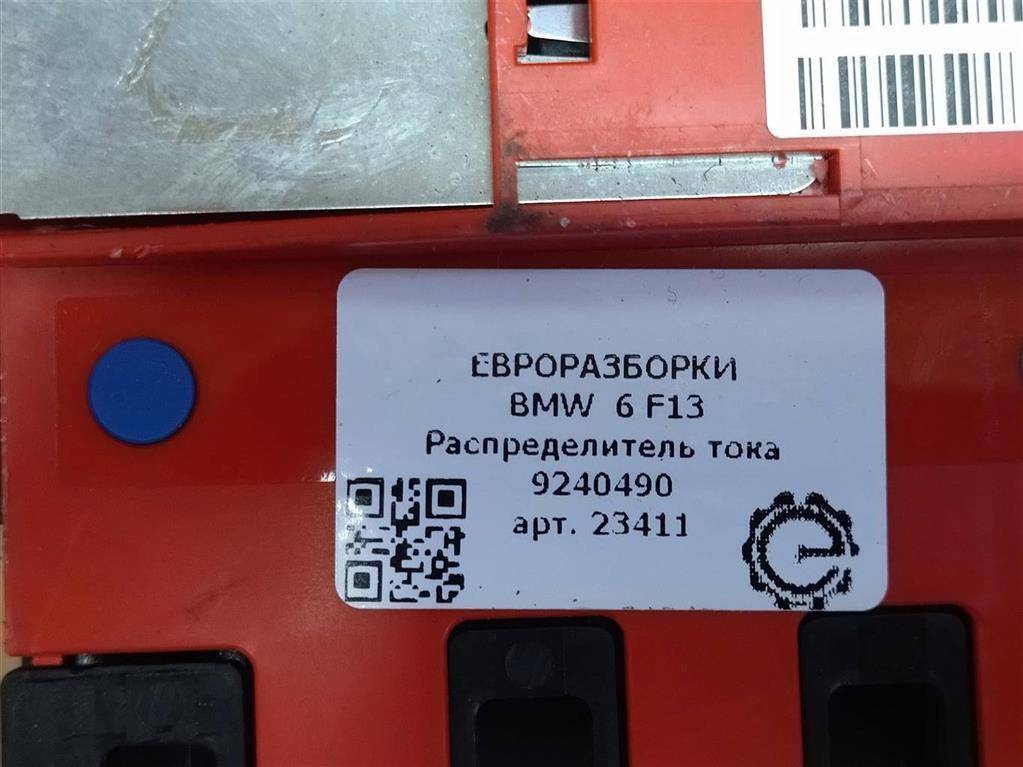 ЕВРОРАЗБОРКИ
BMW 6 F13
Распределитель тока
9240490
арт. 23411